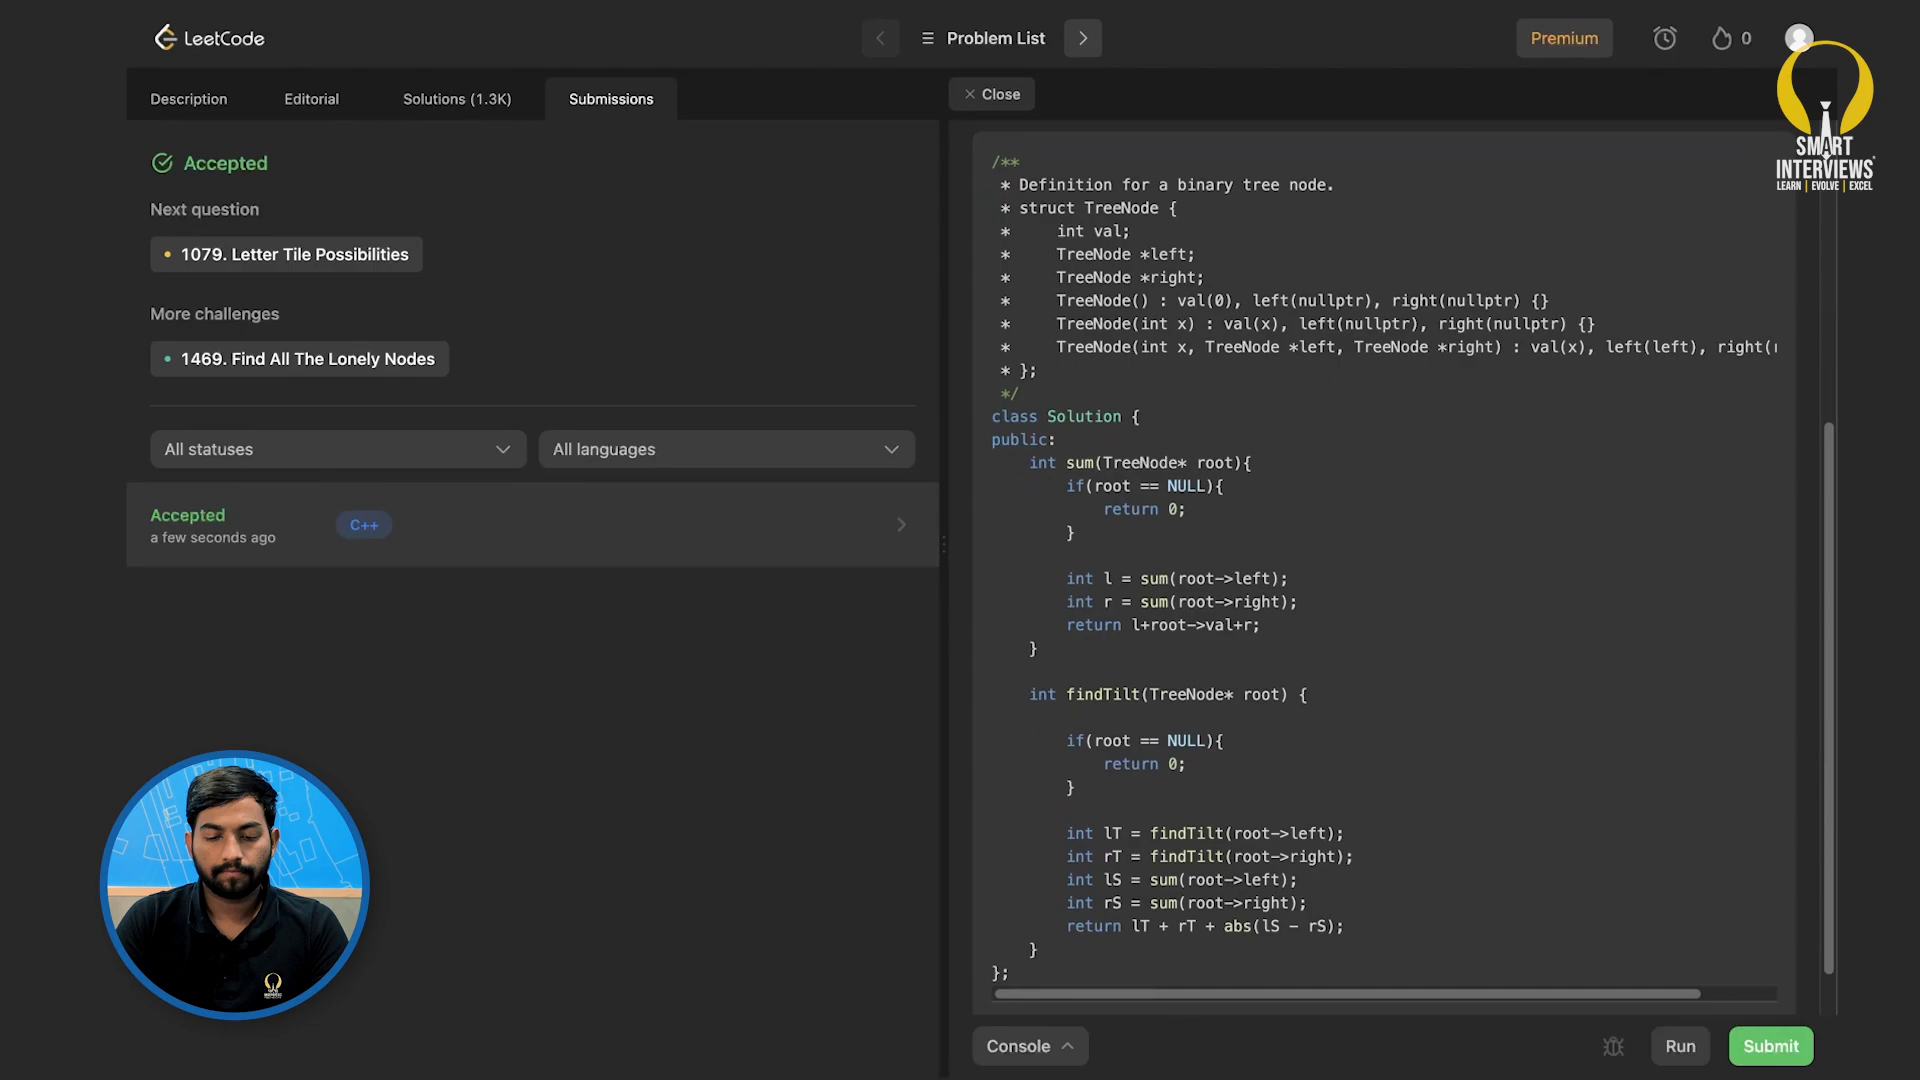 LeetCode
Problem List
Premium
0
SMART
INTERVIEWS
LEARN | EVOLVE | EXCEL
Description
Editorial
Solutions (1.3K)
Submissions
Close
Accepted
Next question
1079. Letter Tile Possibilities
More challenges
1469. Find All The Lonely Nodes
All statuses
All languages
Accepted
C++
a few seconds ago
/**
* Definition for a binary tree node.
* struct TreeNode {
*     int val;
*     TreeNode *left;
*     TreeNode *right;
*     TreeNode() : val(0), left(nullptr), right(nullptr) {}
*     TreeNode(int x) : val(x), left(nullptr), right(nullptr) {}
*     TreeNode(int x, TreeNode *left, TreeNode *right) : val(x), left(left), right(
* };
*/
class Solution {
public:
    int sum(TreeNode* root){
        if(root == NULL){
            return 0;
        }
        int l = sum(root->left);
        int r = sum(root->right);
        return l+root->val+r;
    }
    int findTilt(TreeNode* root) {
        if(root == NULL){
            return 0;
        }
        int lT = findTilt(root->left);
        int rT = findTilt(root->right);
        int lS = sum(root->left);
        int rS = sum(root->right);
        return lT + rT + abs(lS - rS);
    }
};
Console
Run
Submit